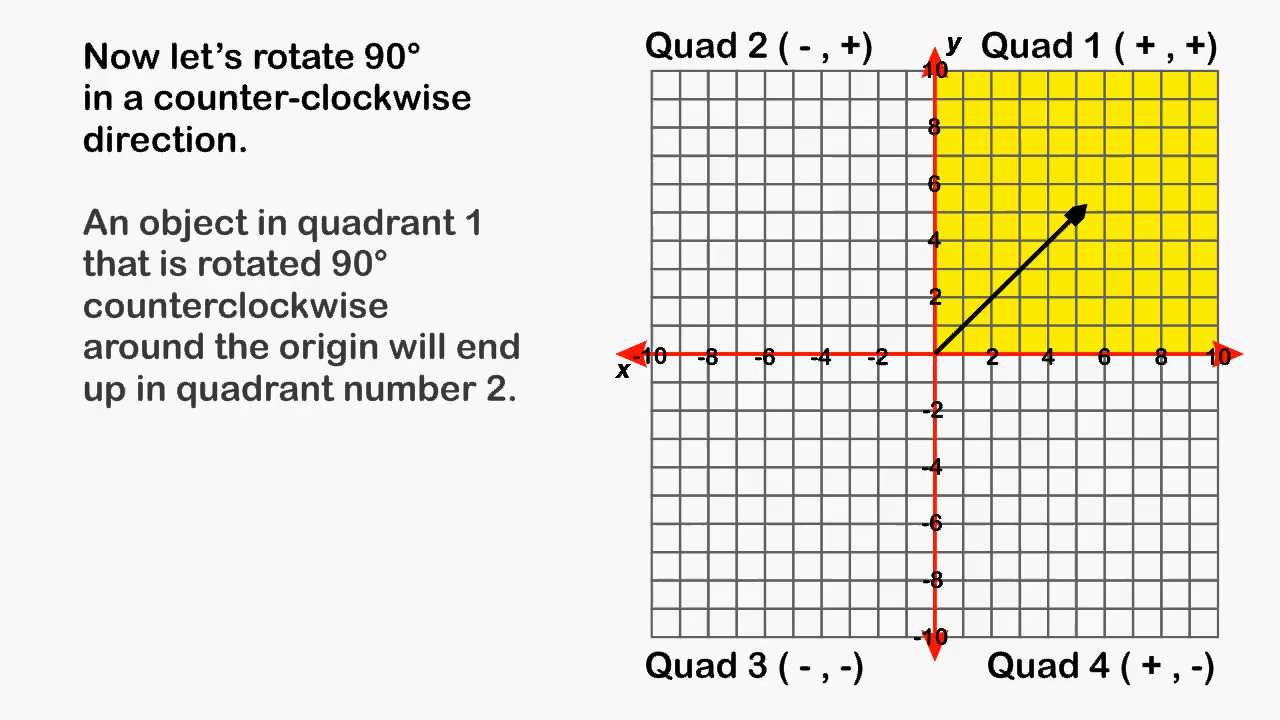 Now let's rotate 90°
in a counter-clockwise
direction.
An object in quadrant 1
that is rotated 90°
counterclockwise
around the origin will end
up in quadrant number 2.
Quad 2 ( - , +)
y
Quad 1 ( + , +)
10
8
6
4
2
-10
-8
-6
-4
-2
2
4
6
8
10
x
-2
-4
-6
-8
-10
Quad 3 ( - , -)
Quad 4 ( + , -)